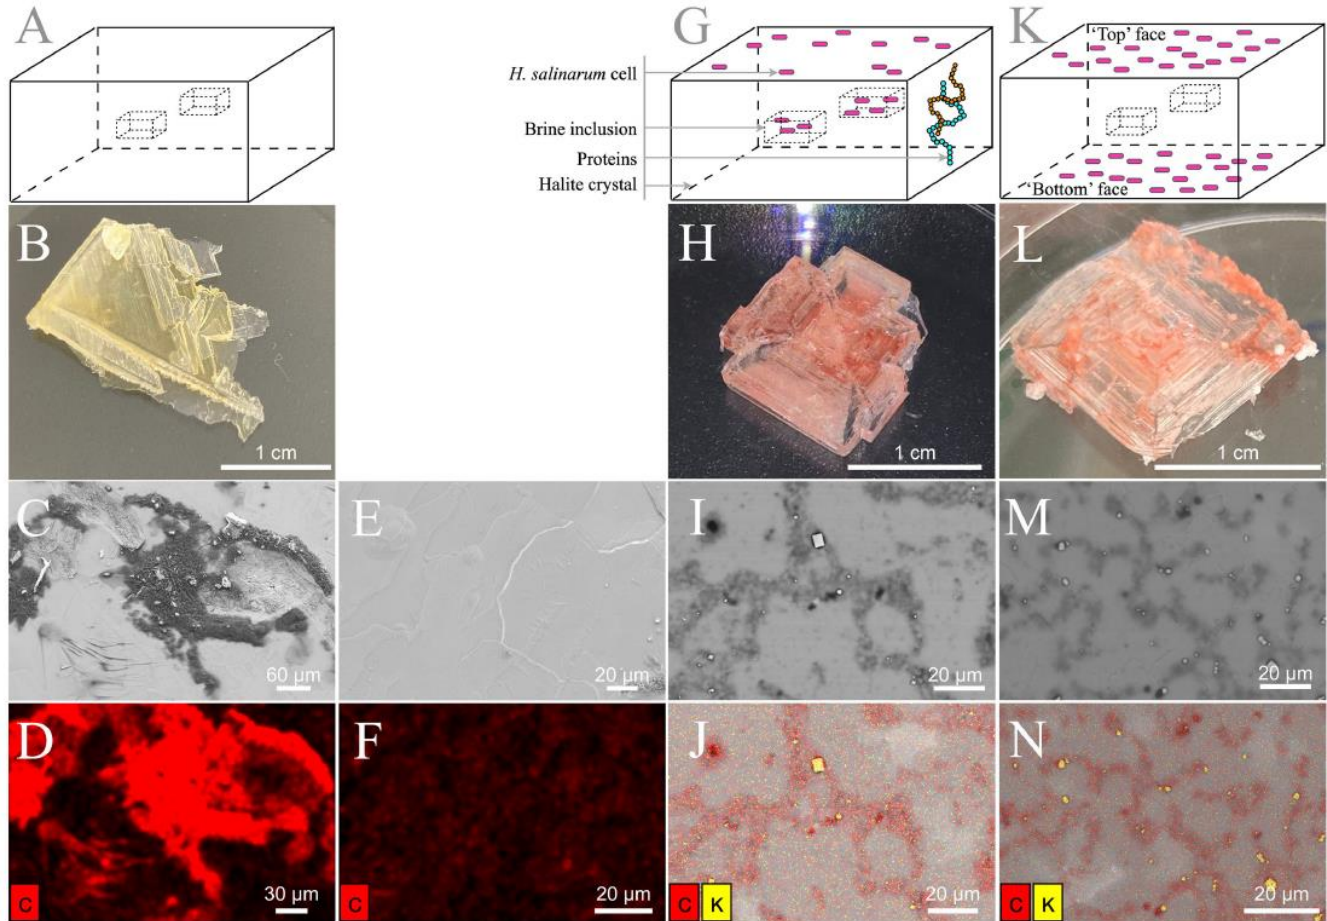 A
G
K
'Top' face
H. salinarum cell
Brine inclusion
Proteins
Halite crystal
'Bottom' face
B
1 cm
H
1 cm
L
1 cm
C
60 µm
E
20 µm
I
20 µm
M
20 µm
D
C
30 µm
F
C
20 µm
J
C K
20 µm
N
C K
20 µm